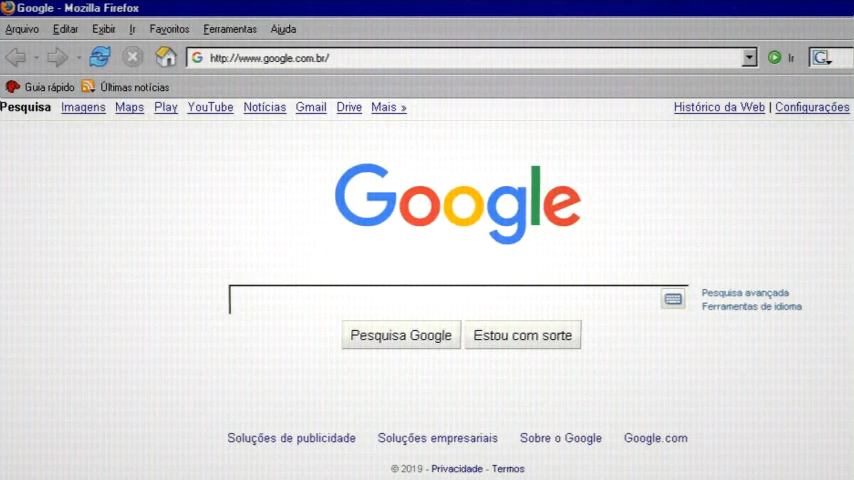 Google - Mozilla Firefox
Arquivo Editar Exibir Ir Favoritos Ferramentas Ajuda
http://www.google.com.br/ Ir
Guia rápido Últimas notícias
Pesquisa Imagens Maps Play YouTube Notícias Gmail Drive Mais » Histórico da Web | Configurações
Google
Pesquisa avançada
Ferramentas de idioma
Pesquisa Google Estou com sorte
Soluções de publicidade Soluções empresariais Sobre o Google Google.com
© 2019 - Privacidade - Termos